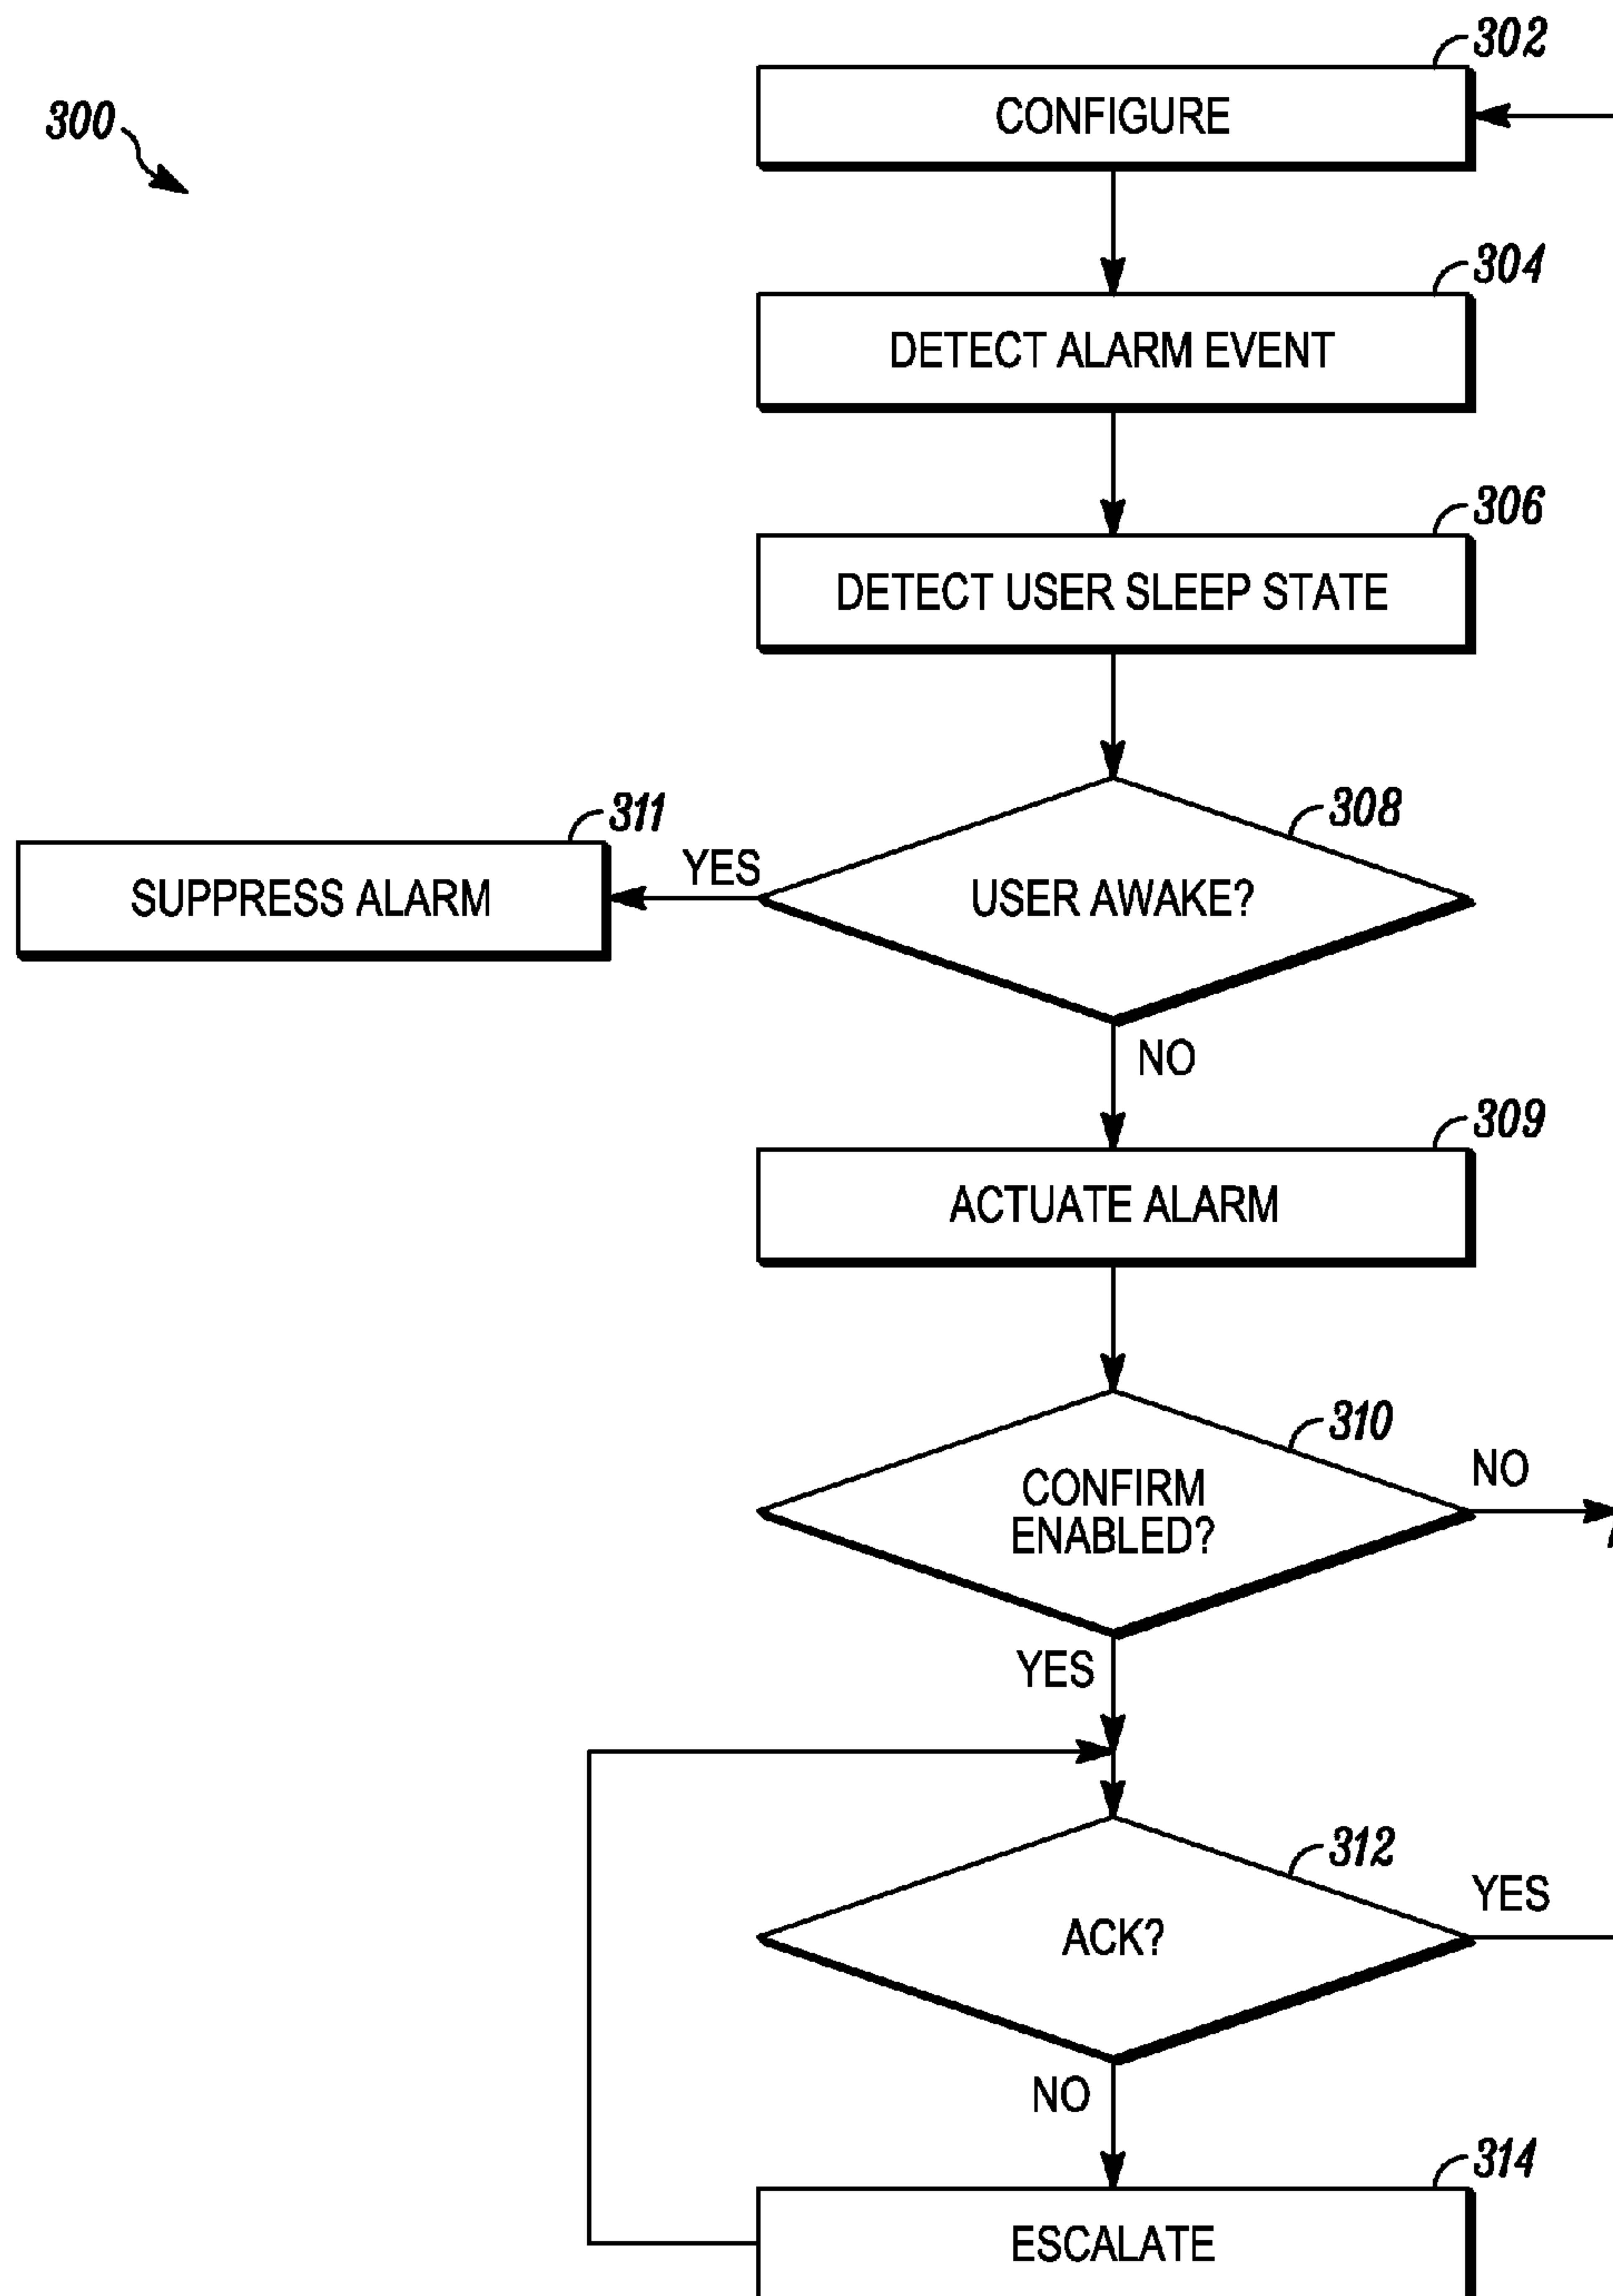 302
300
CONFIGURE
304
DETECT ALARM EVENT
306
DETECT USER SLEEP STATE
308
311
YES
SUPPRESS ALARM
USER AWAKE?
NO
309
ACTUATE ALARM
310
NO
CONFIRM
ENABLED?
YES
312
YES
ACK?
NO
314
ESCALATE